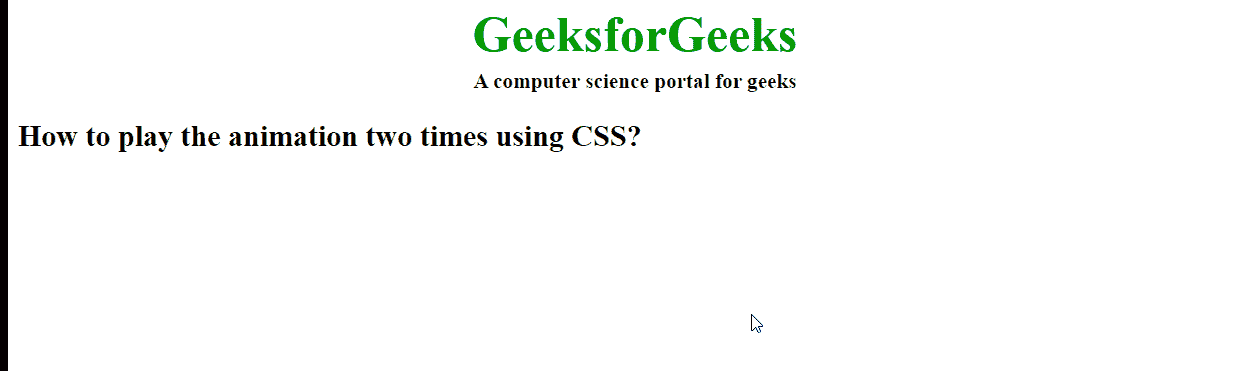 GeeksforGeeks
A computer science portal for geeks
How to play the animation two times using CSS?